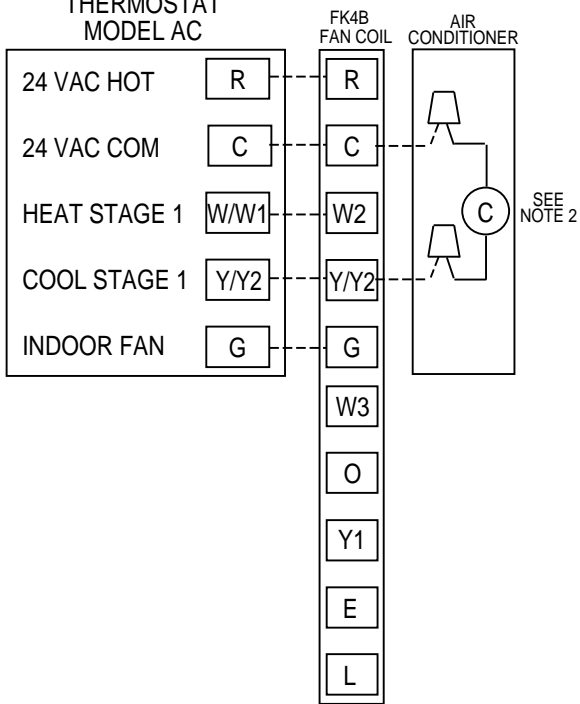 THERMOSTAT
MODEL AC
FK4B
FAN COIL
AIR
CONDITIONER
24 VAC HOT R R
24 VAC COM C C
HEAT STAGE 1 W/W1 W2
C
SEE
NOTE 2
COOL STAGE 1 Y/Y2 Y/Y2
INDOOR FAN G G
W3
O
Y1
E
L